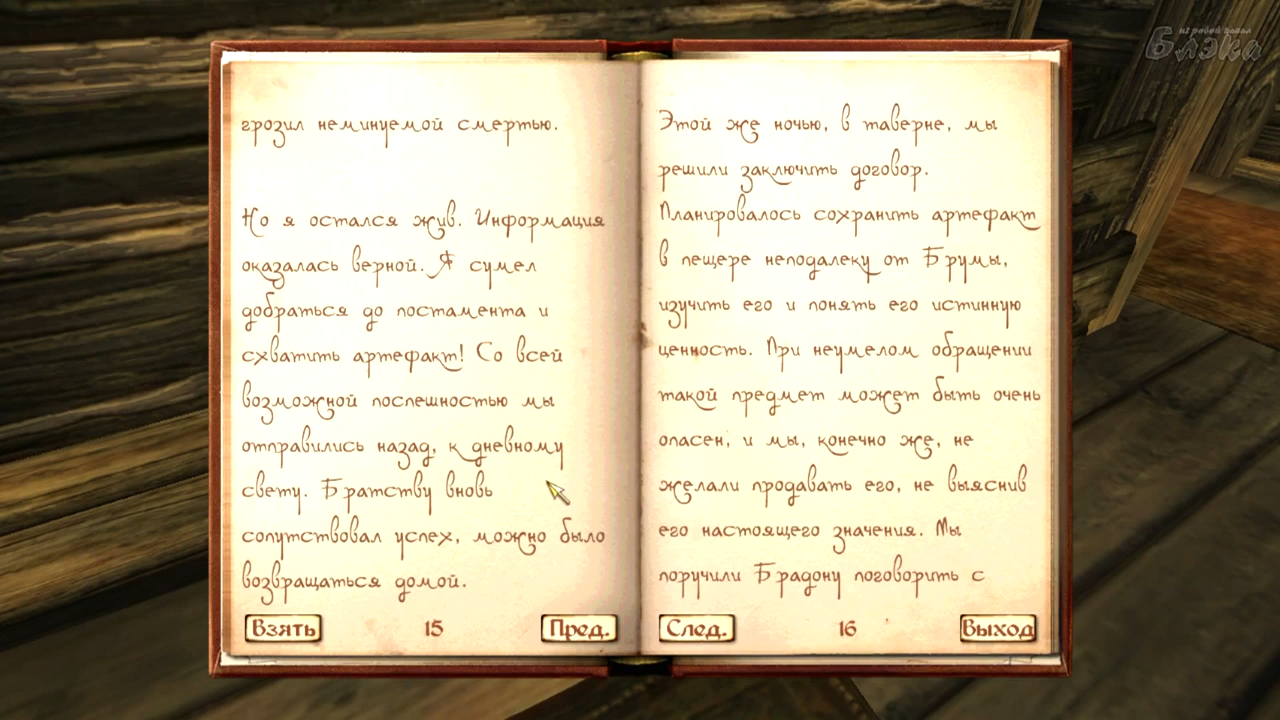 игровой канал
Блэка
грозил неминуемой смертью.
Но я остался жив. Информация
оказалась верной. Я сумел
добраться до постамента и
схватить артефакт! Со всей
возможной поспешностью мы
отправились назад, к дневному
свету. Братству вновь
сопутствовал успех, можно было
возвращаться домой.
Взять
15
Пред.
Этой же ночью, в таверне, мы
решили заключить договор.
Планировалось сохранить артефакт
в пещере неподалеку от Брумы,
изучить его и понять его истинную
ценность. При неумелом обращении
такой предмет может быть очень
опасен, и мы, конечно же, не
желали продавать его, не выяснив
его настоящего значения. Мы
поручили Брадону поговорить с
След.
16
Выход